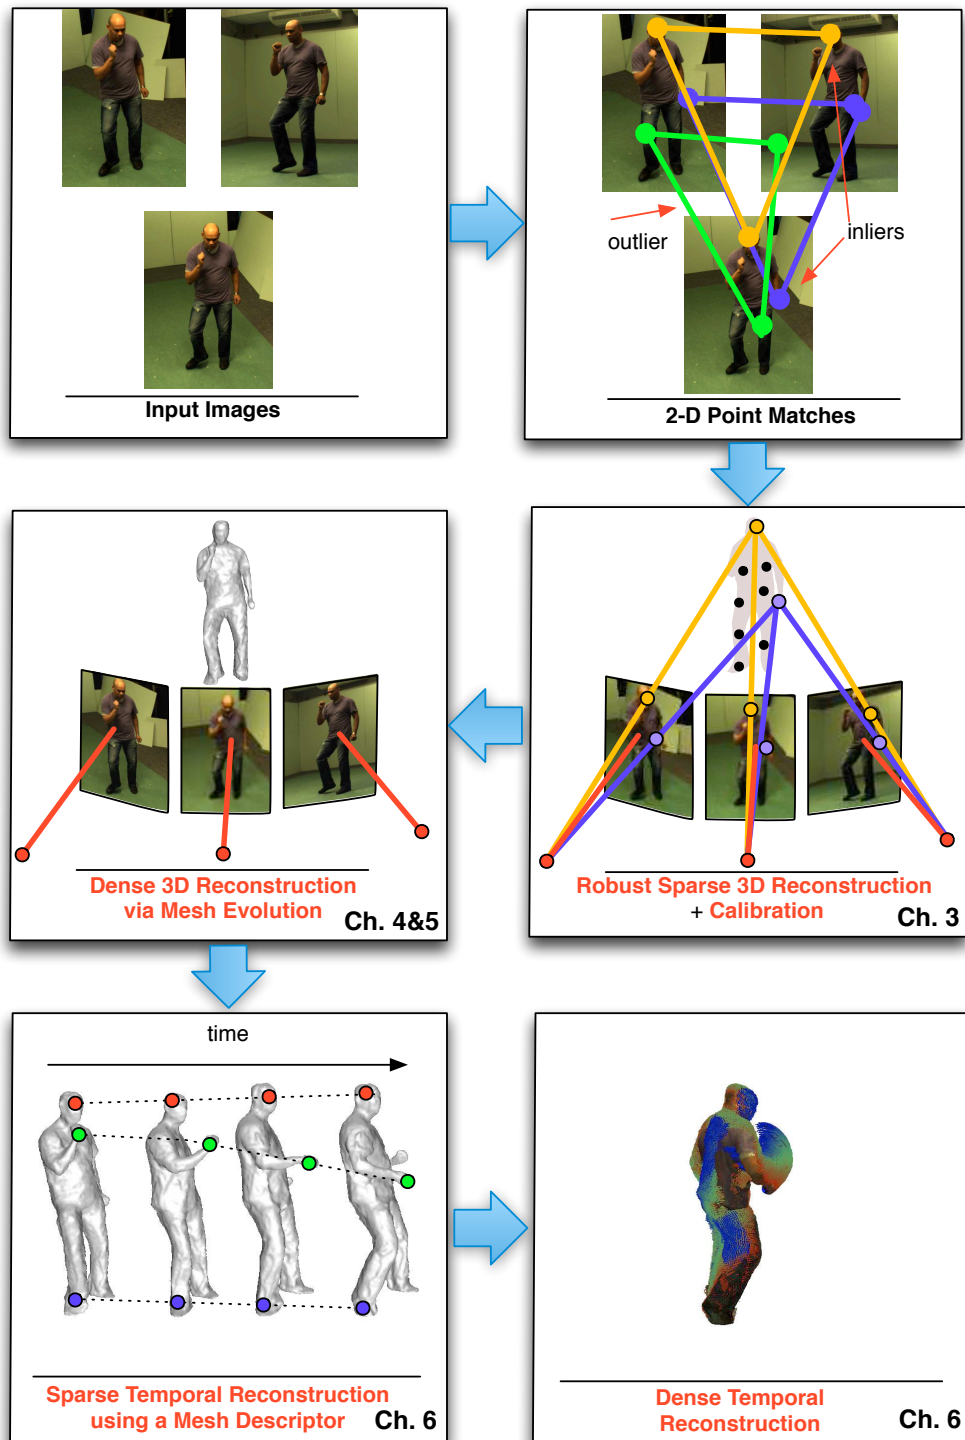 outlier
inliers
Input Images
2-D Point Matches
Dense 3D Reconstruction
via Mesh Evolution
Ch. 4&5
Robust Sparse 3D Reconstruction
+ Calibration
Ch. 3
time
Sparse Temporal Reconstruction
using a Mesh Descriptor
Ch. 6
Dense Temporal
Reconstruction
Ch. 6